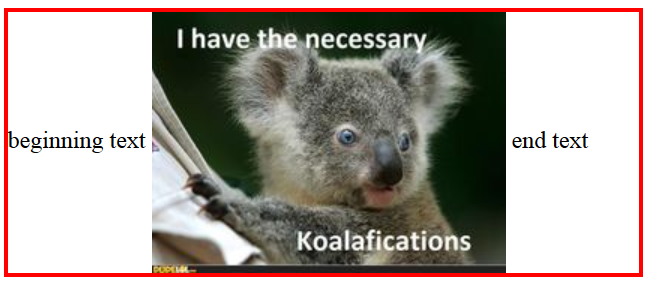 I have the necessary
beginning text
end text
Koalafications